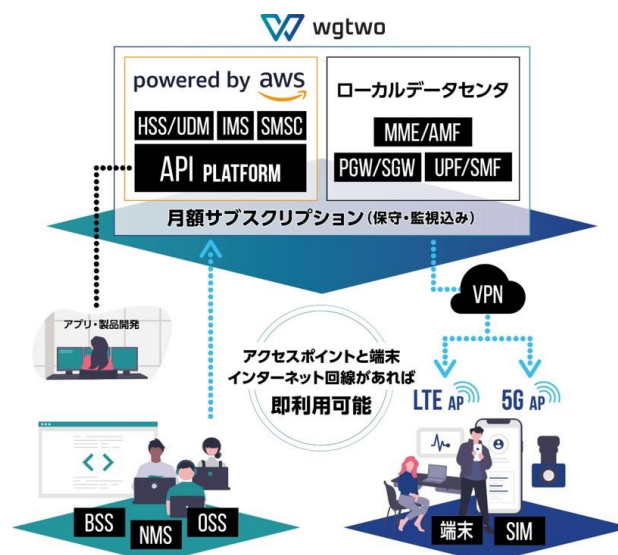 wgtwo
powered by aws
HSS/UDM IMS SMSC
API PLATFORM
ローカルデータセンタ
MME/AMF
PGW/SGW UPF/SMF
月額サブスクリプション(保守・監視込み)
VPN
アプリ・製品開発
アクセスポイントと端末
インターネット回線があれば
即利用可能
LTE AP 5G AP
BSS NMS OSS
端末 SIM